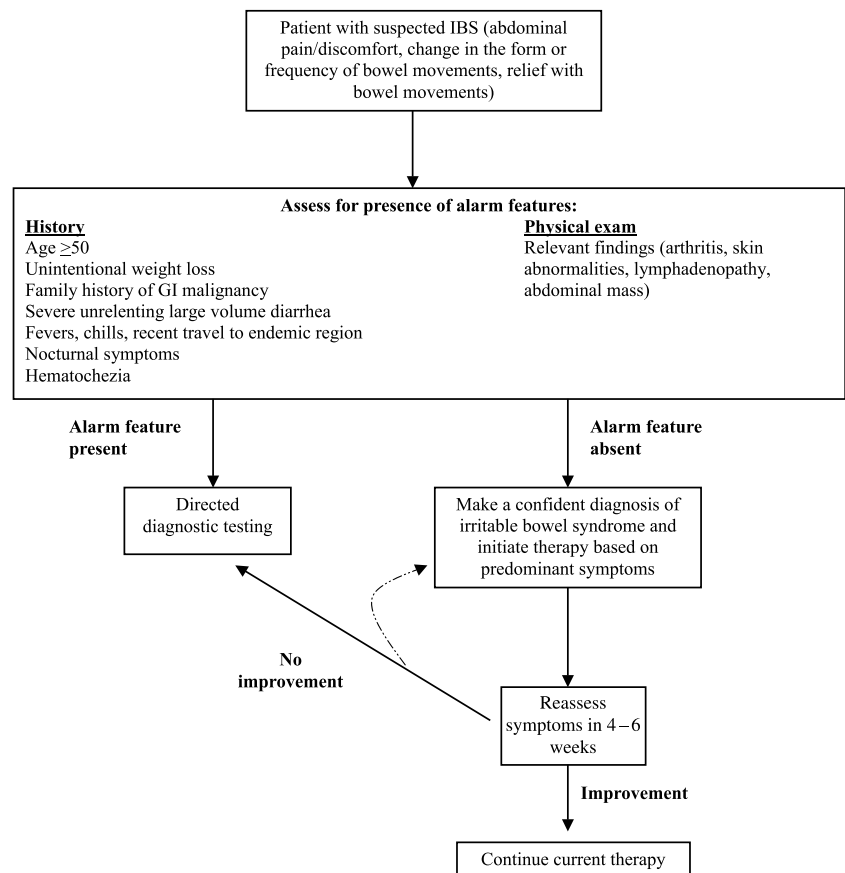 Patient with suspected IBS (abdominal
pain/discomfort, change in the form or
frequency of bowel movements, relief with
bowel movements)
Assess for presence of alarm features:
History
Age ≥50
Unintentional weight loss
Family history of GI malignancy
Severe unrelenting large volume diarrhea
Fevers, chills, recent travel to endemic region
Nocturnal symptoms
Hematochezia
Physical exam
Relevant findings (arthritis, skin
abnormalities, lymphadenopathy,
abdominal mass)
Alarm feature
present
Alarm feature
absent
Directed
diagnostic testing
Make a confident diagnosis of
irritable bowel syndrome and
initiate therapy based on
predominant symptoms
No
improvement
Reassess
symptoms in 4–6
weeks
Improvement
Continue current therapy